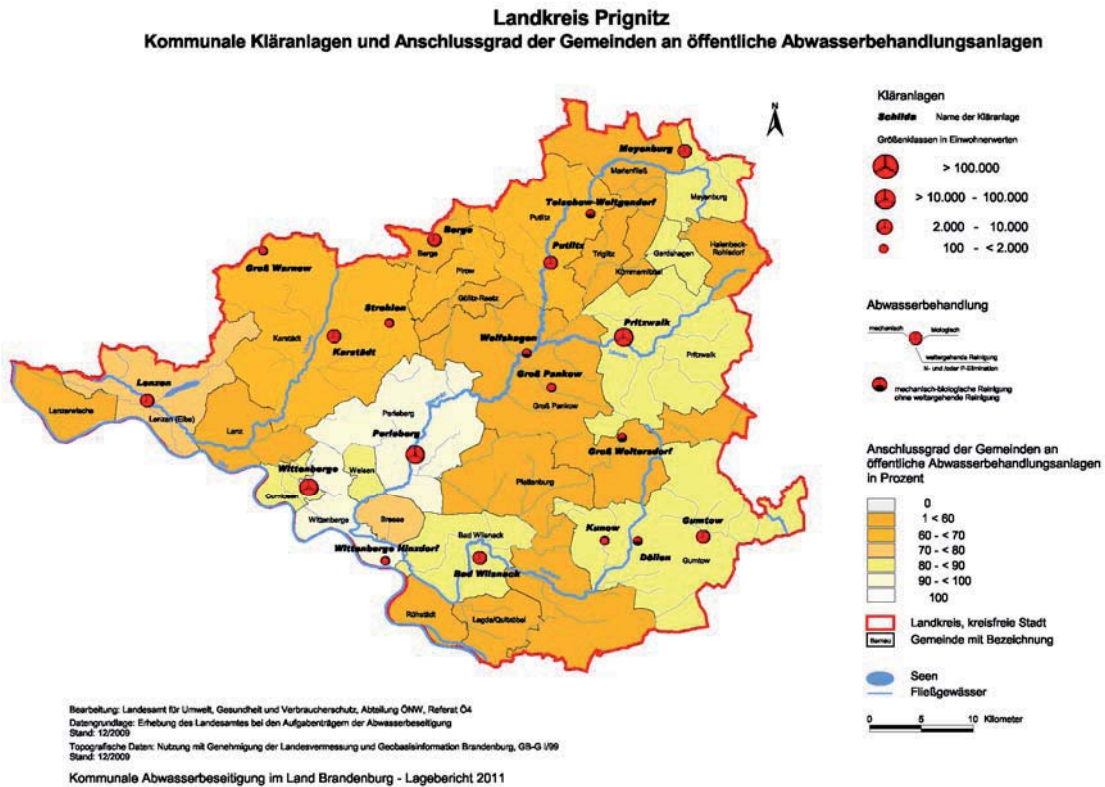 Landkreis Prignitz
Kommunale Kläranlagen und Anschlussgrad der Gemeinden an öffentliche Abwasserbehandlungsanlagen
N
Meyenburg
Marienfließ
Meyenburg
Telschow-Weitgendorf
Putlitz
Berge
Berge
Putlitz
Triglitz
Gerdshagen
Halenbeck-Rohlsdorf
Kümmernitztal
Groß Warnow
Pirow
Gülitz-Reetz
Strehlen
Pritzwalk
Karstädt
Karstädt
Wolfshagen
Pritzwalk
Groß Pankow
Groß Pankow
Lenzen
Lanz
Lenzerwische
Lenzen (Elbe)
Perleberg
Perleberg
Groß Woltersdorf
Wittenberge
Weisen
Cumlosen
Plattenburg
Wittenberge
Breese
Bad Wilsnack
Kunow
Gumtow
Döllen
Gumtow
Wittenberge Hinzdorf
Bad Wilsnack
Rühstädt
Legde/Quitzöbel
Kläranlagen
Schilda Name der Kläranlage
Größenklassen in Einwohnerwerten
> 100.000
> 10.000 - 100.000
2.000 - 10.000
100 - < 2.000
Abwasserbehandlung
mechanisch biologisch
weitergehende Reinigung
N- und /oder P-Elimination
mechanisch-biologische Reinigung
ohne weitergehende Reinigung
Anschlussgrad der Gemeinden an
öffentliche Abwasserbehandlungsanlagen
in Prozent
0
1 < 60
60 - < 70
70 - < 80
80 - < 90
90 - < 100
100
Landkreis, kreisfreie Stadt
Bernau Gemeinde mit Bezeichnung
Seen
Fließgewässer
0 5 10 Kilometer
Bearbeitung: Landesamt für Umwelt, Gesundheit und Verbraucherschutz, Abteilung ÖNW, Referat Ö4
Datengrundlage: Erhebung des Landesamtes bei den Aufgabenträgern der Abwasserbeseitigung
Stand: 12/2009
Topografische Daten: Nutzung mit Genehmigung der Landesvermessung und Geobasisinformation Brandenburg, GB-G I/99
Stand: 12/2009
Kommunale Abwasserbeseitigung im Land Brandenburg - Lagebericht 2011